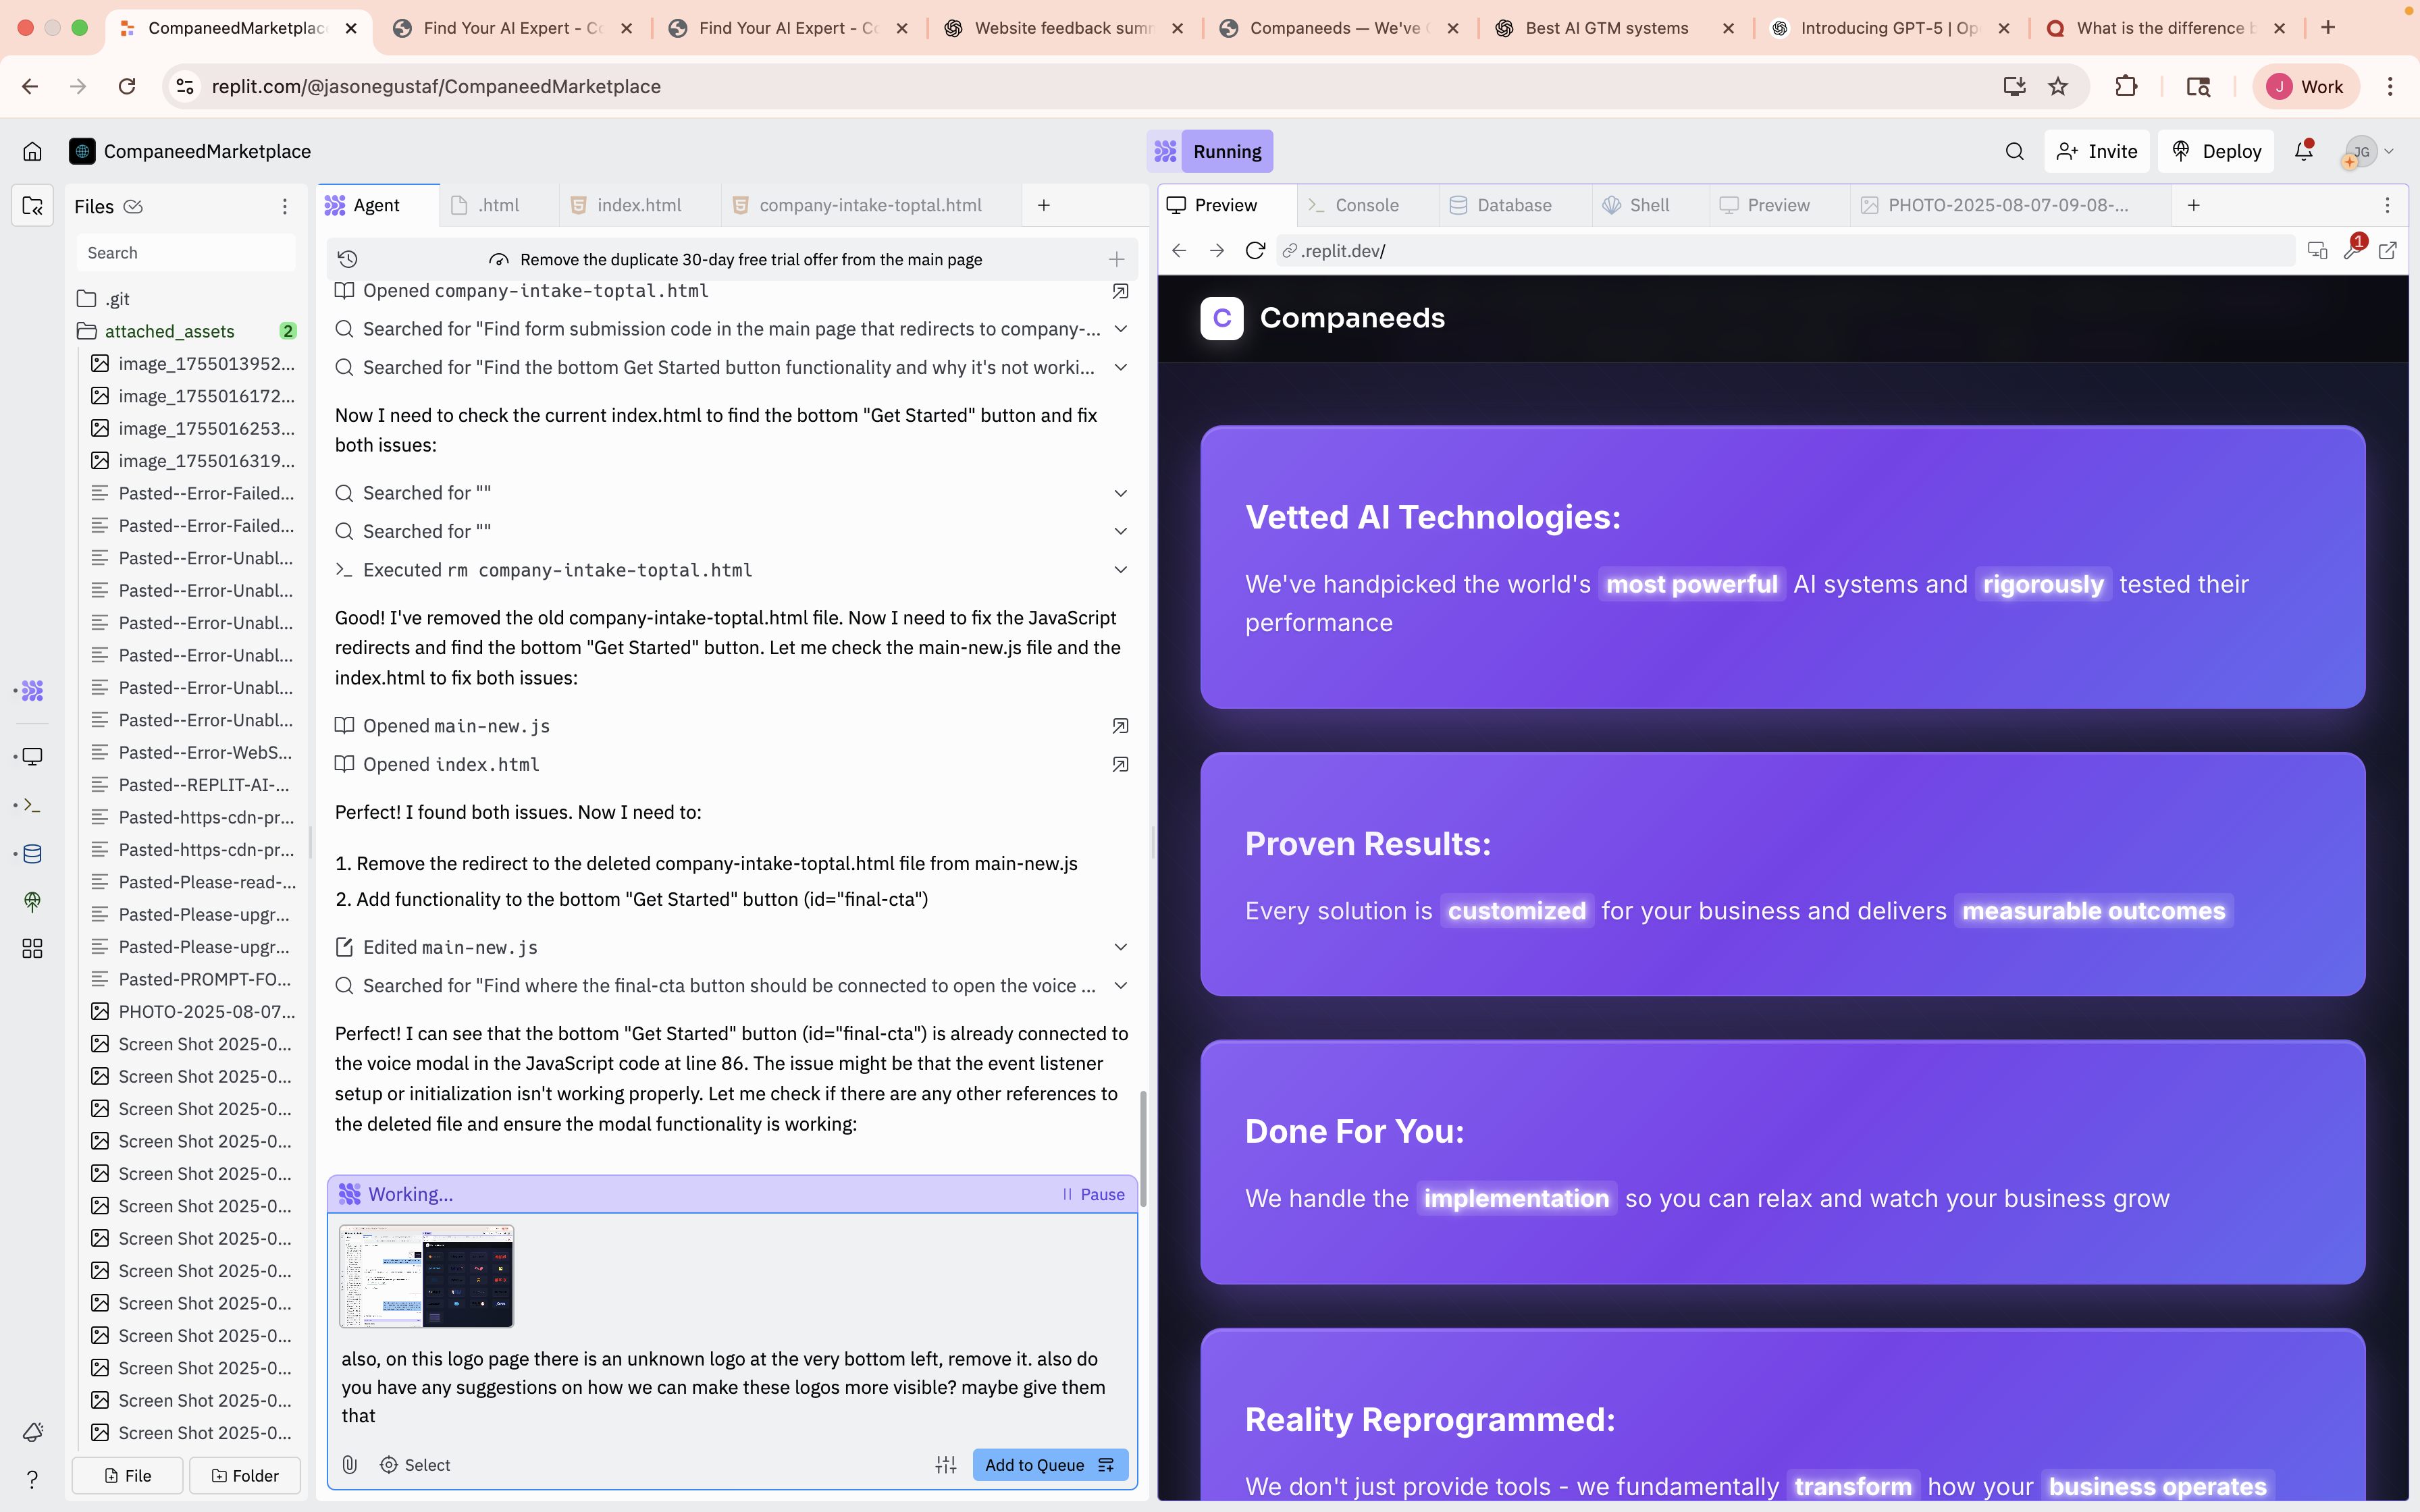 CompaneedMarketplac
Find Your AI Expert - Co
Find Your AI Expert - Co
Website feedback summ
Companeeds — We've C
Best AI GTM systems
Introducing GPT-5 | Op
What is the difference b
replit.com/@jasonegustaf/CompaneedMarketplace
J Work
CompaneedMarketplace
Running
Invite
Deploy
JG
Files
Search
.git
attached_assets 2
image_1755013952...
image_1755016172...
image_1755016253...
image_1755016319...
Pasted--Error-Failed...
Pasted--Error-Failed...
Pasted--Error-Unabl...
Pasted--Error-Unabl...
Pasted--Error-Unabl...
Pasted--Error-Unabl...
Pasted--Error-Unabl...
Pasted--Error-Unabl...
Pasted--Error-WebS...
Pasted--REPLIT-AI-...
Pasted-https-cdn-pr...
Pasted-https-cdn-pr...
Pasted-Please-read-...
Pasted-Please-upgr...
Pasted-Please-upgr...
Pasted-PROMPT-FO...
PHOTO-2025-08-07...
Screen Shot 2025-0...
Screen Shot 2025-0...
Screen Shot 2025-0...
Screen Shot 2025-0...
Screen Shot 2025-0...
Screen Shot 2025-0...
Screen Shot 2025-0...
Screen Shot 2025-0...
Screen Shot 2025-0...
Screen Shot 2025-0...
Screen Shot 2025-0...
Screen Shot 2025-0...
Screen Shot 2025-0...
File
Folder
Agent
.html
index.html
company-intake-toptal.html
Remove the duplicate 30-day free trial offer from the main page
Opened company-intake-toptal.html
Searched for "Find form submission code in the main page that redirects to company-...
Searched for "Find the bottom Get Started button functionality and why it's not worki...
Now I need to check the current index.html to find the bottom "Get Started" button and fix
both issues:
Searched for ""
Searched for ""
Executed rm company-intake-toptal.html
Good! I've removed the old company-intake-toptal.html file. Now I need to fix the JavaScript
redirects and find the bottom "Get Started" button. Let me check the main-new.js file and the
index.html to fix both issues:
Opened main-new.js
Opened index.html
Perfect! I found both issues. Now I need to:
1. Remove the redirect to the deleted company-intake-toptal.html file from main-new.js
2. Add functionality to the bottom "Get Started" button (id="final-cta")
Edited main-new.js
Searched for "Find where the final-cta button should be connected to open the voice ...
Perfect! I can see that the bottom "Get Started" button (id="final-cta") is already connected to
the voice modal in the JavaScript code at line 86. The issue might be that the event listener
setup or initialization isn't working properly. Let me check if there are any other references to
the deleted file and ensure the modal functionality is working:
Working...
Pause
also, on this logo page there is an unknown logo at the very bottom left, remove it. also do
you have any suggestions on how we can make these logos more visible? maybe give them
that
Select
Add to Queue
Preview
Console
Database
Shell
Preview
PHOTO-2025-08-07-09-08-...
.replit.dev/
1
C Companeeds
Vetted AI Technologies:
We've handpicked the world's most powerful AI systems and rigorously tested their
performance
Proven Results:
Every solution is customized for your business and delivers measurable outcomes
Done For You:
We handle the implementation so you can relax and watch your business grow
Reality Reprogrammed:
We don't just provide tools - we fundamentally transform how your business operates